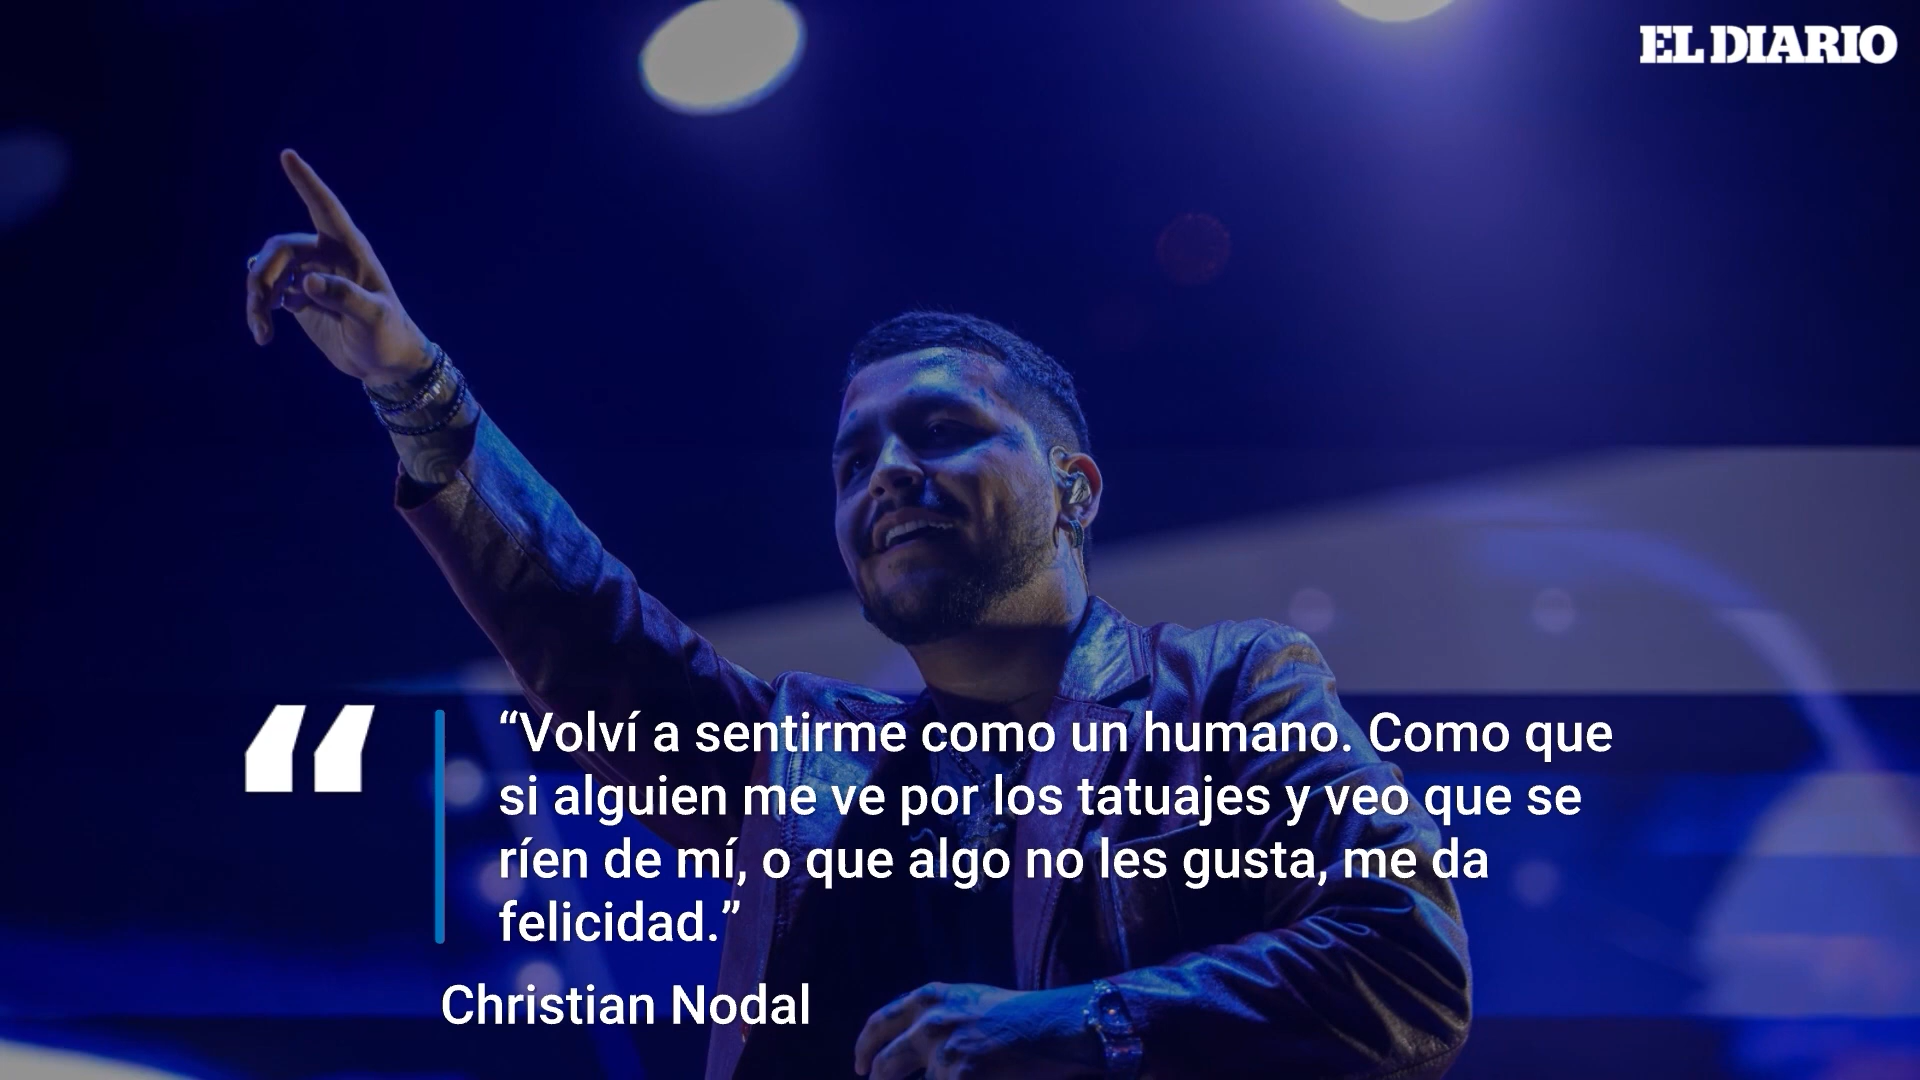 EL DIARIO
“
“Volví a sentirme como un humano. Como que
si alguien me ve por los tatuajes y veo que se
ríen de mí, o que algo no les gusta, me da
felicidad.”
Christian Nodal